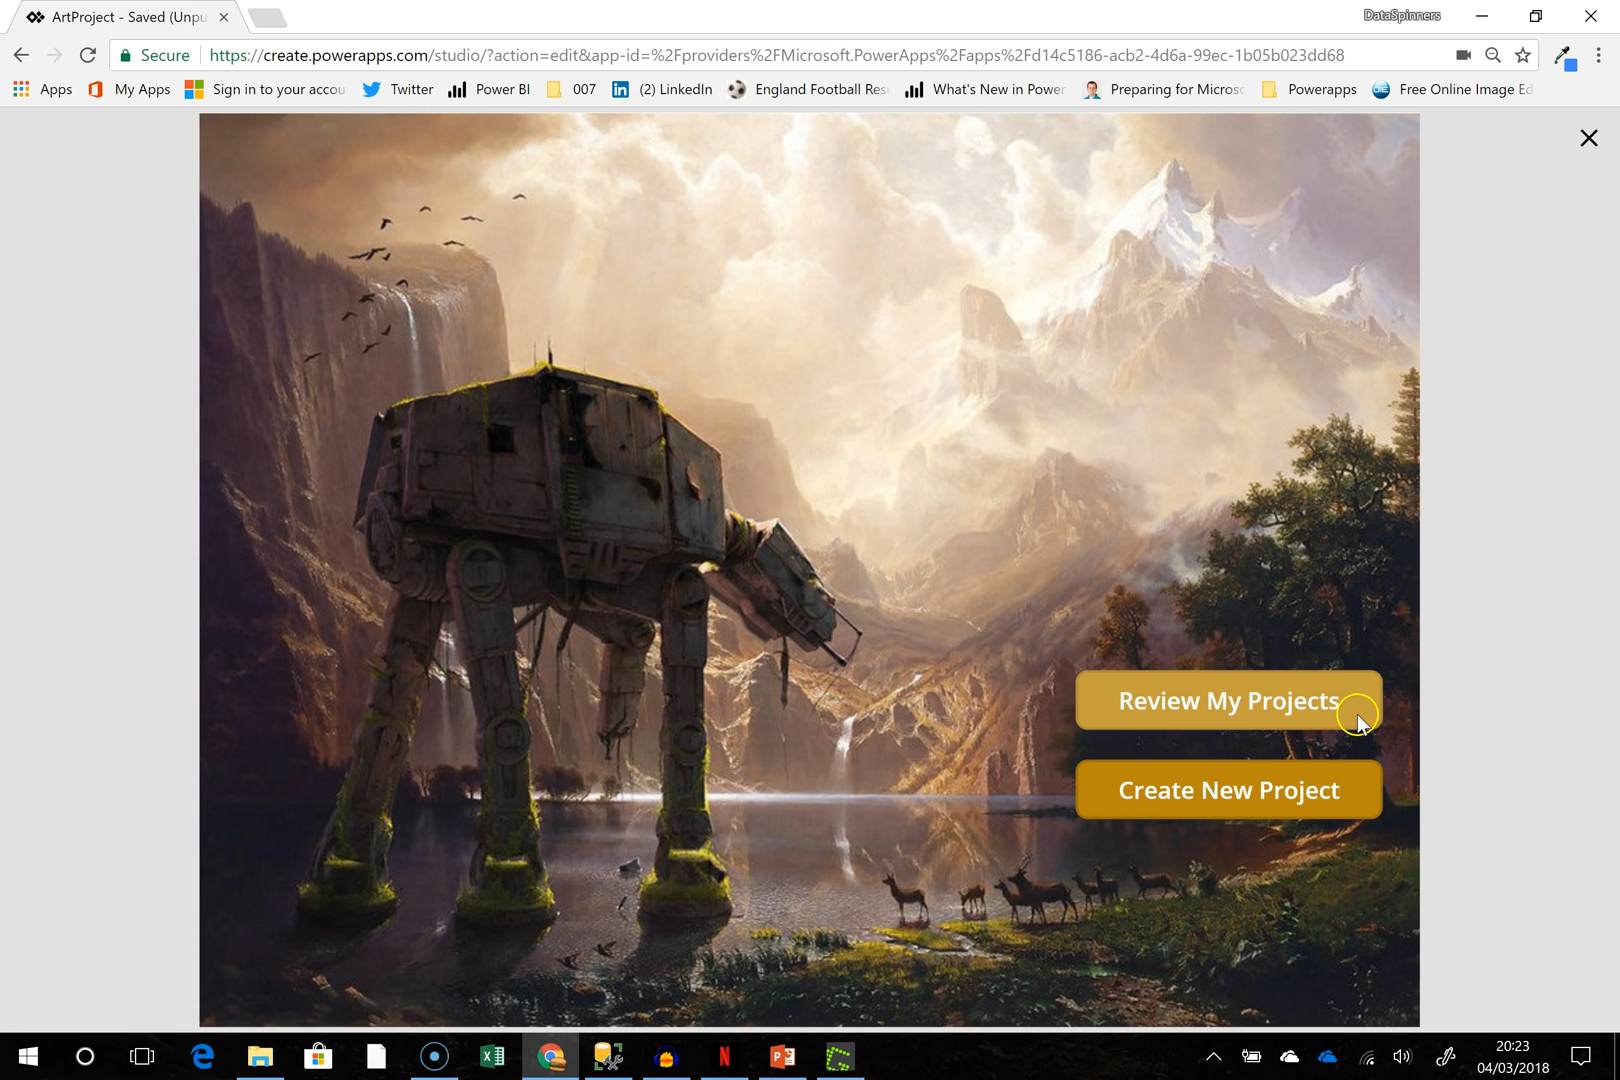 ArtProject - Saved (Unpu
DataSpinners
Secure
https://create.powerapps.com/studio/?action=edit&app-id=%2Fproviders%2FMicrosoft.PowerApps%2Fapps%2Fd14c5186-acb2-4d6a-99ec-1b05b023dd68
Apps My Apps Sign in to your accou Twitter Power BI 007 (2) LinkedIn England Football Res What's New in Power Preparing for Microsc Powerapps Free Online Image Ed
Review My Projects
Create New Project
20:23
04/03/2018